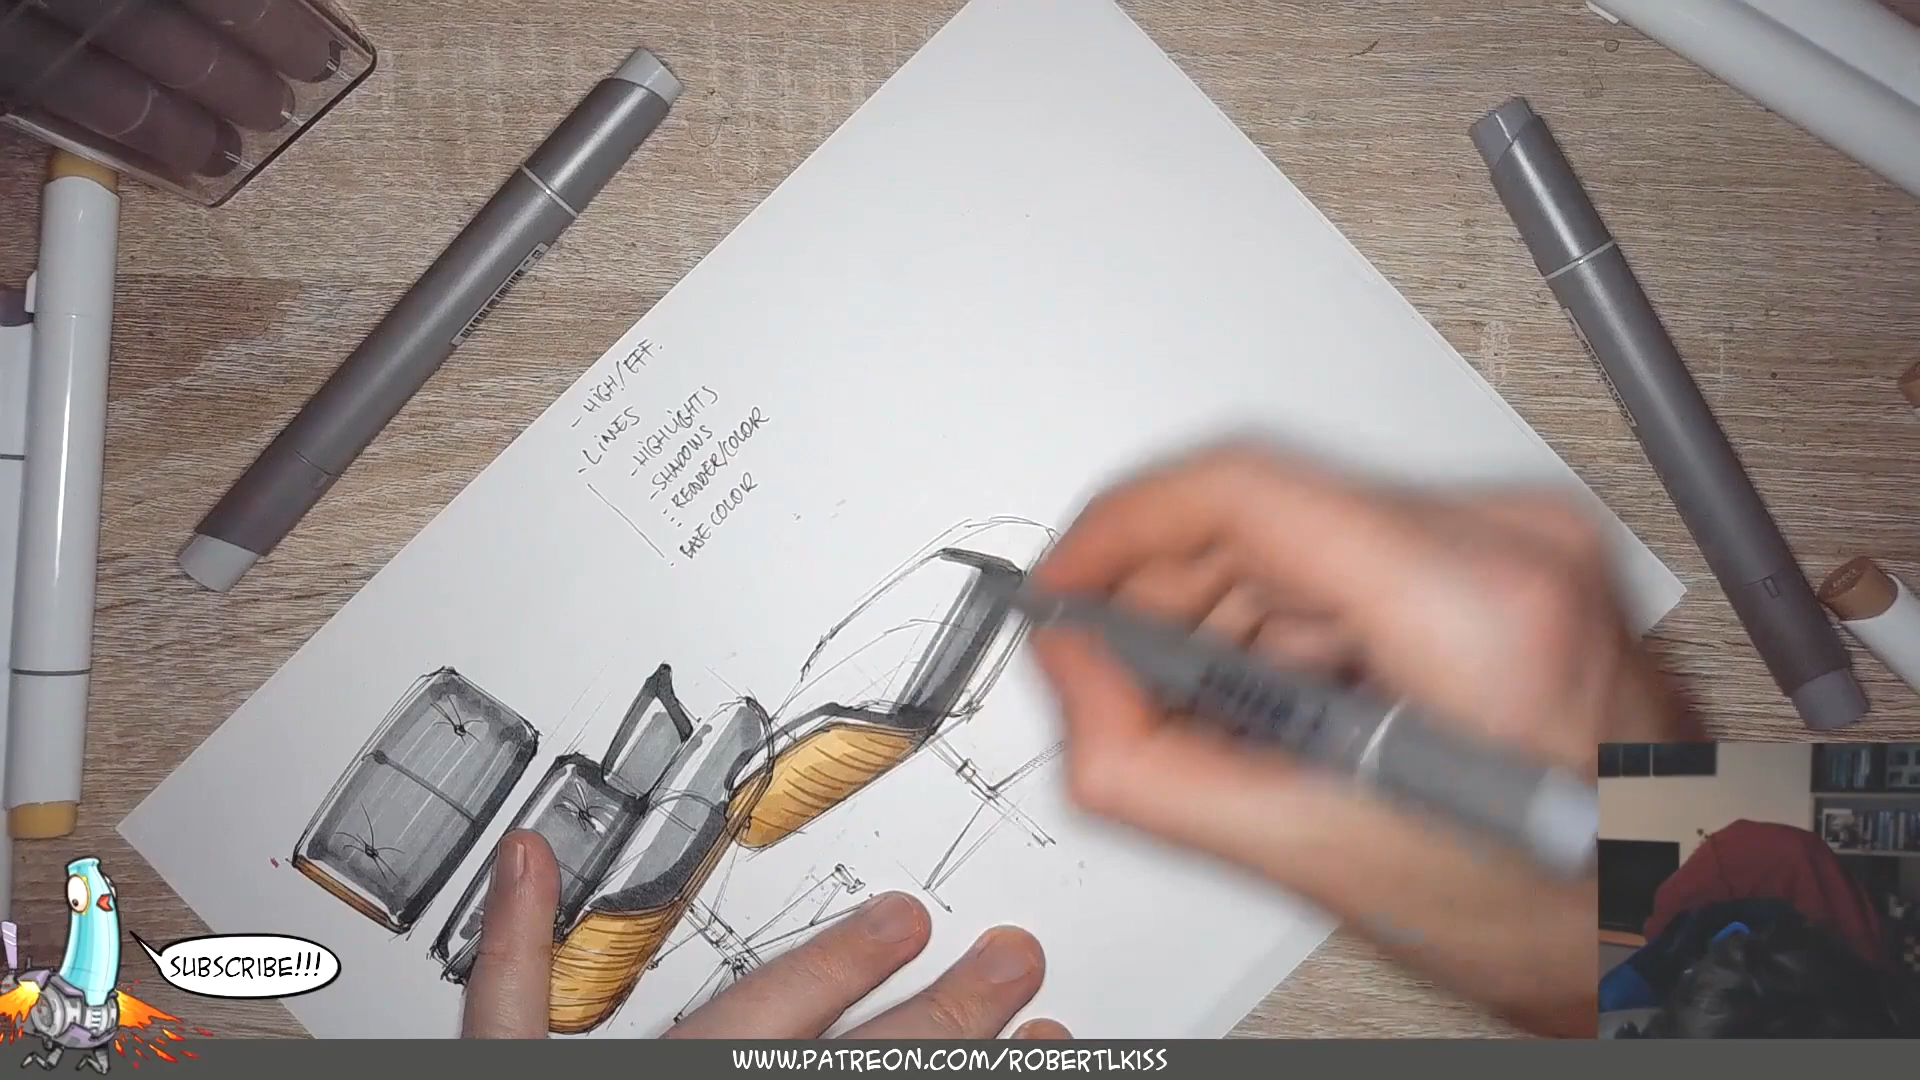 - HIGH/EFF.
- LINES
- HIGHLIGHTS
- SHADOWS
- RENDER/COLOR
BASE COLOR
SUBSCRIBE!!!
WWW.PATREON.COM/ROBERTLKISS